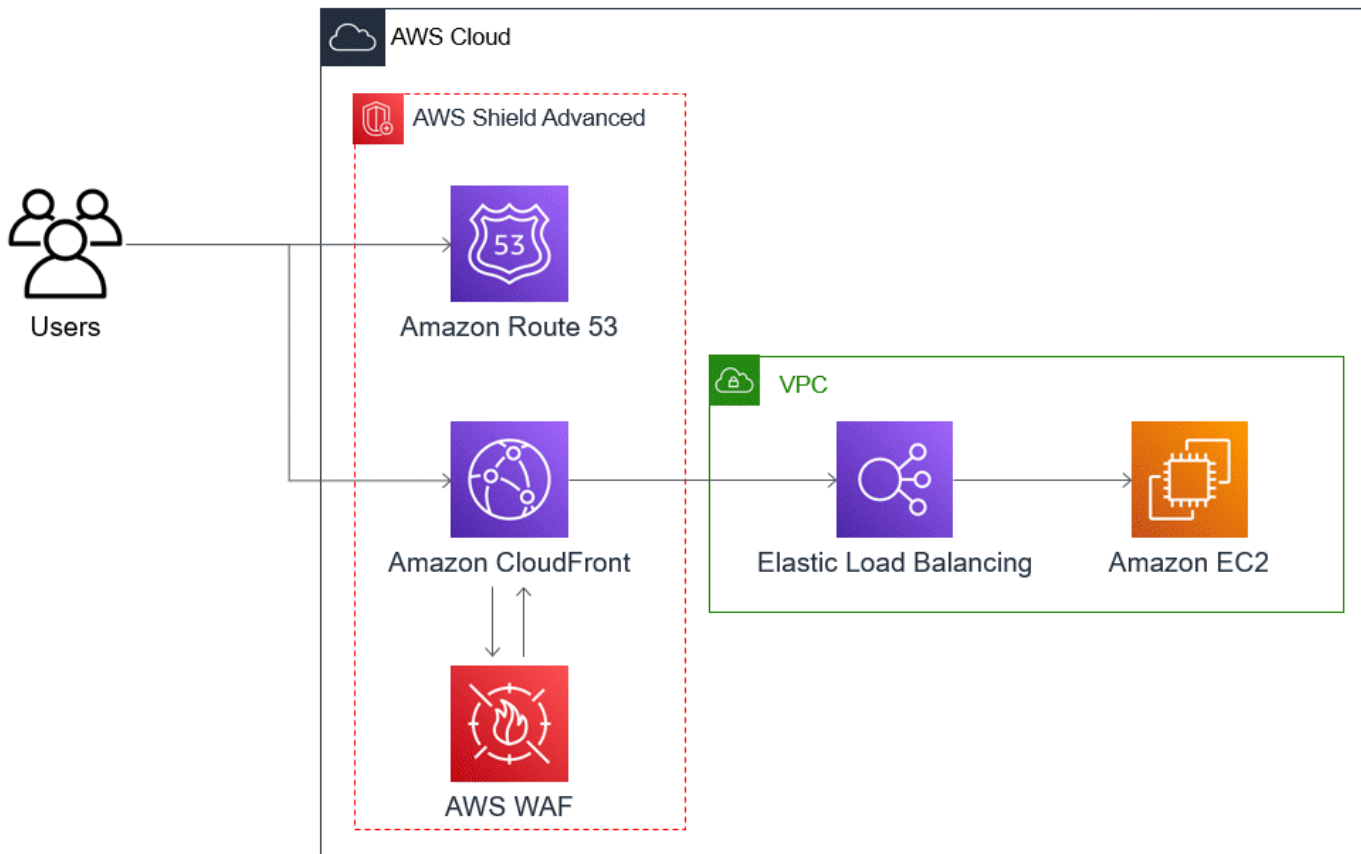 AWS Cloud
AWS Shield Advanced
53
Users
Amazon Route 53
VPC
Amazon CloudFront
Elastic Load Balancing
Amazon EC2
AWS WAF